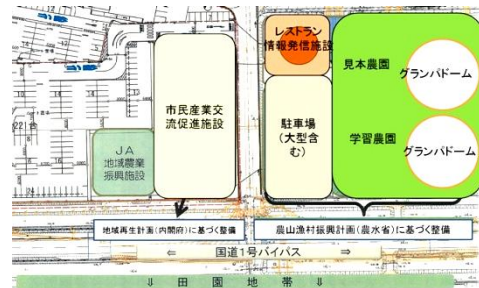 レストラン
情報発信施設
見本農園
グランパドーム
市民産業交
流促進施設
駐車場
(大型含
む)
学習農園
グランパドーム
JA
地域農業
振興施設
地域再生計画(内閣府)に基づく整備
農山漁村振興計画(農水省)に基づく整備
⇐ 国道1号バイパス ⇒
⇓ 田園地帯 ⇓